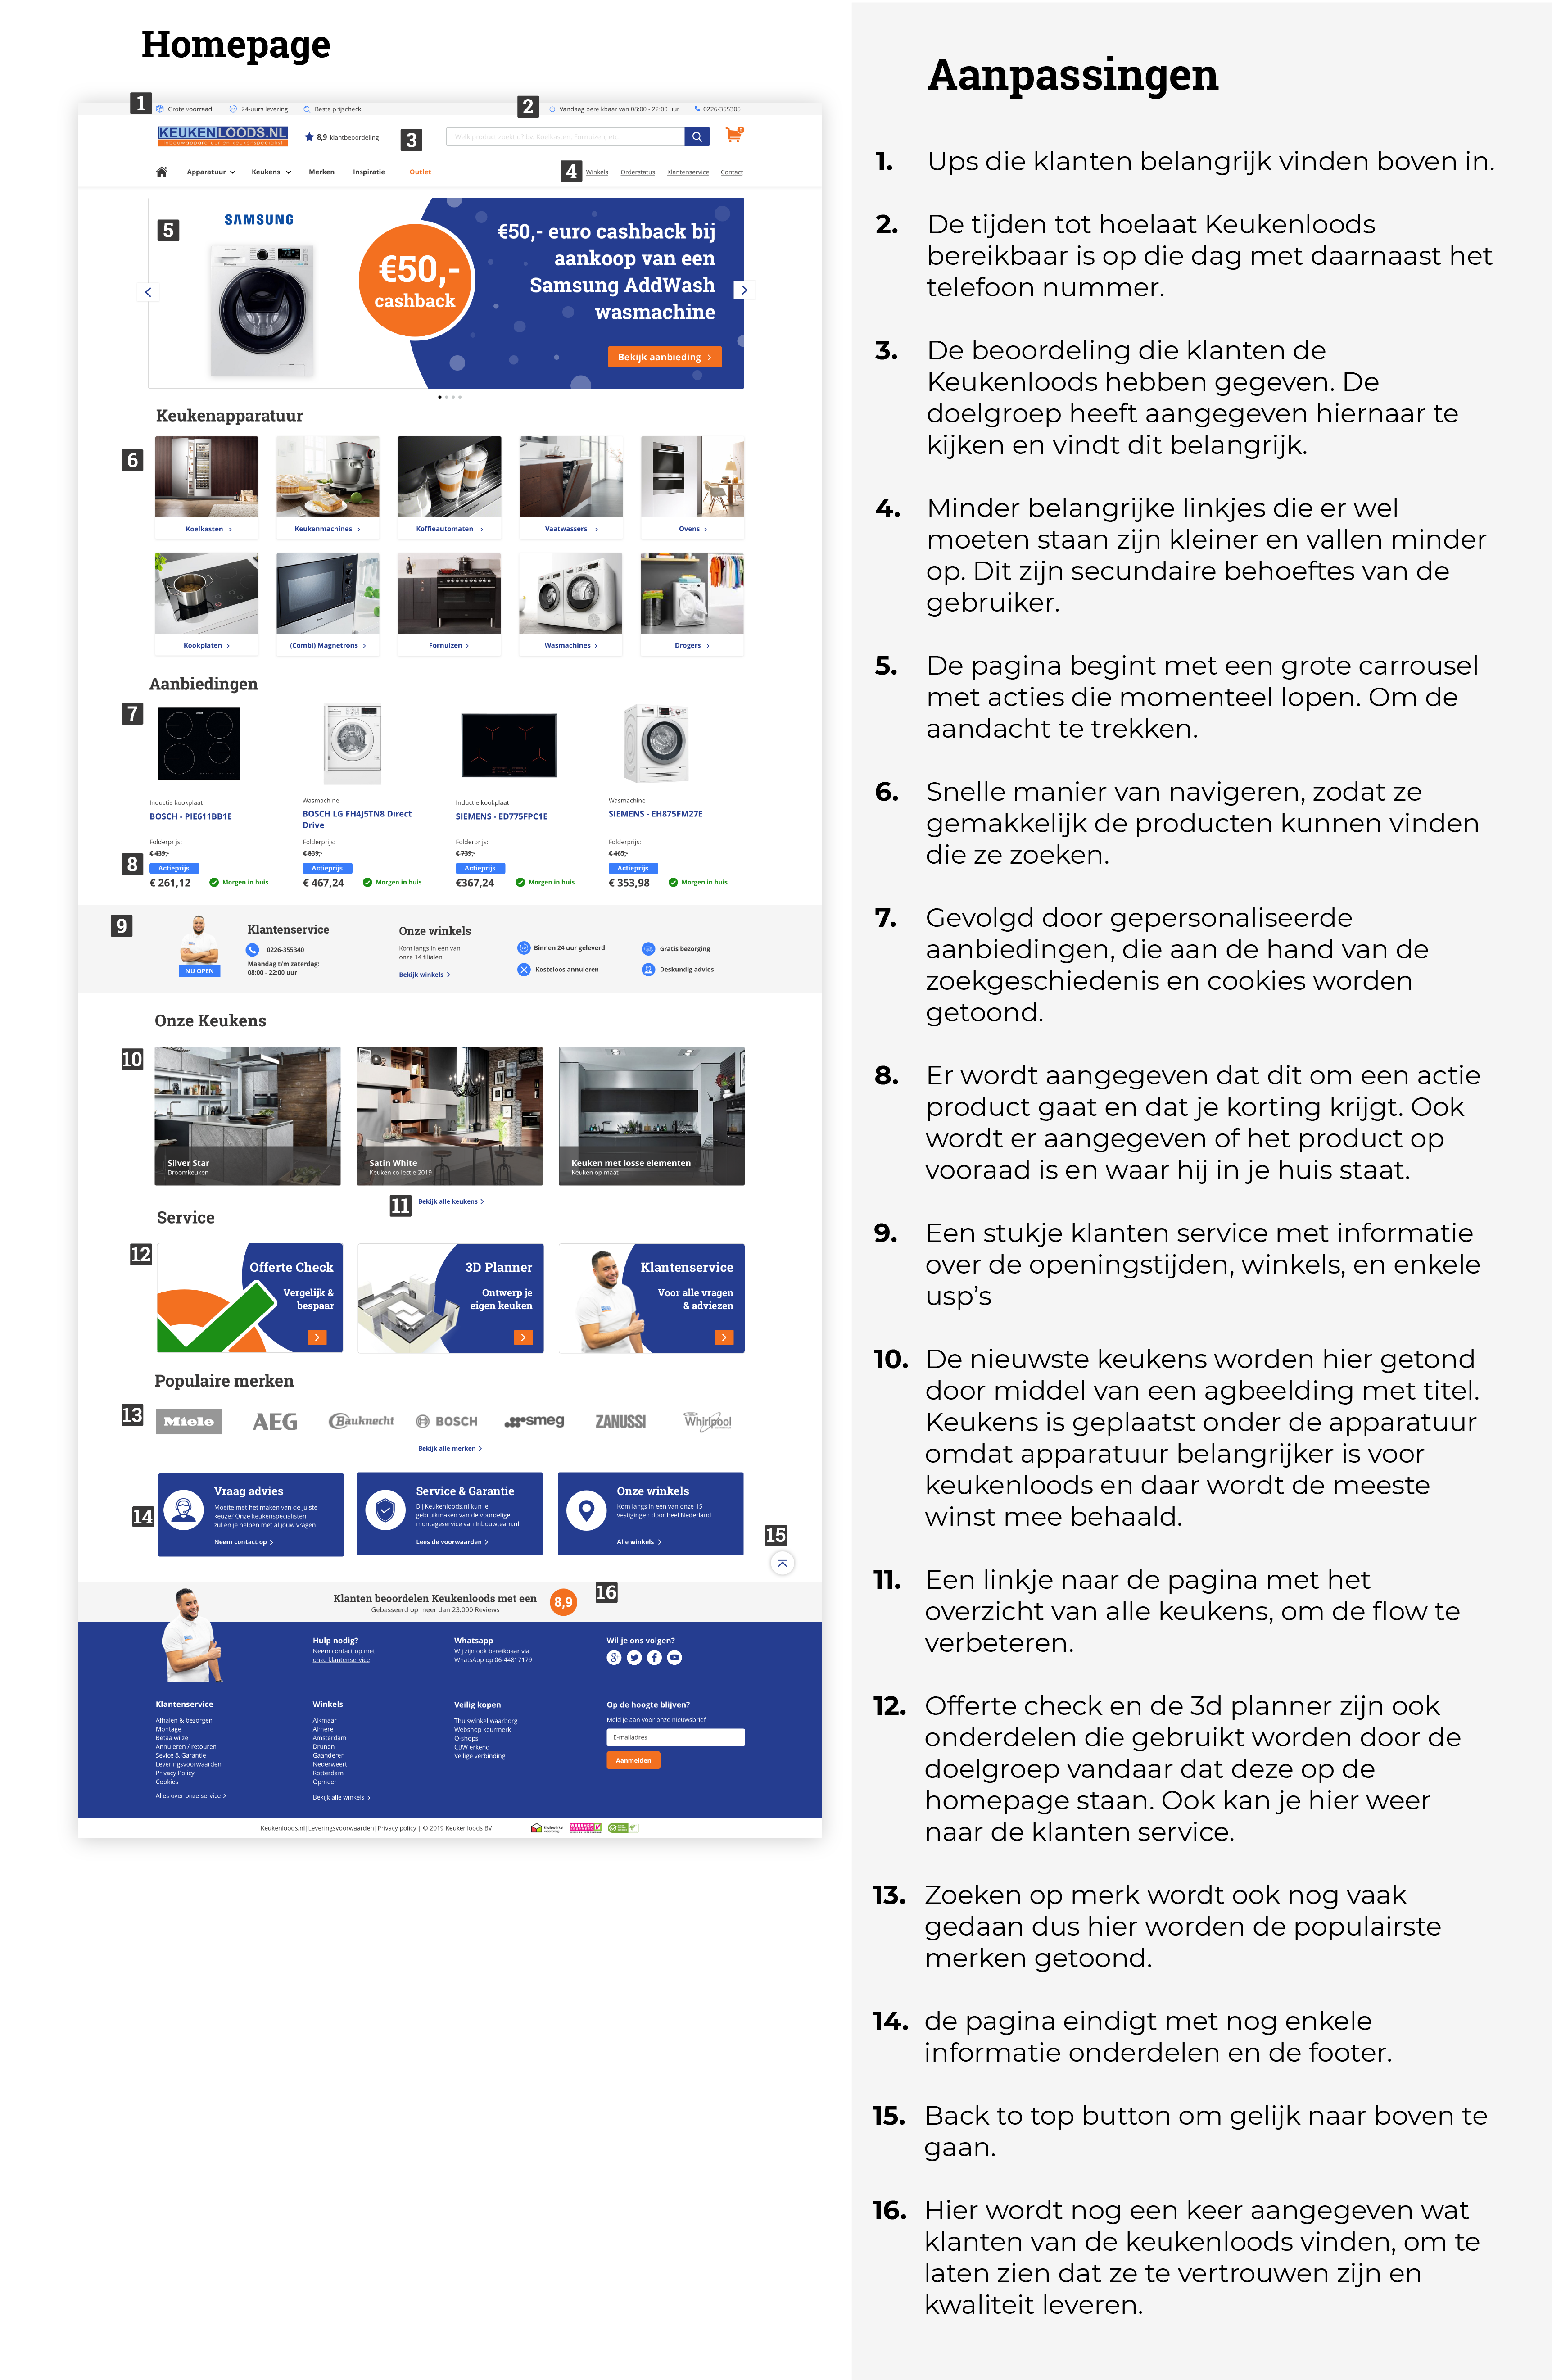 Homepage
1
Grote voorraad
24-uurs levering
Beste prijscheck
2
Vandaag bereikbaar van 08:00 - 22:00 uur
0226-355305
KEUKENLOODS.NL
8,9 klantbeoordeling
3
0
Apparatuur
Keukens
Merken
Inspiratie
Outlet
4
Winkels
Orderstatus
Klantenservice
Contact
5
SAMSUNG
€50,-
cashback
€50,- euro cashback bij
aankoop van een
Samsung AddWash
wasmachine
Bekijk aanbieding
Keukenapparatuur
6
Koelkasten
Keukenmachines
Koffieautomaten
Vaatwassers
Ovens
Kookplaten
(Combi) Magnetrons
Fornuizen
Wasmachines
Drogers
Aanbiedingen
7
Inductie kookplaat
BOSCH - PIE611BB1E
Folderprijs:
€ 439,-
8
Actieprijs
€ 261,12
Morgen in huis
Wasmachine
BOSCH LG FH4J5TN8 Direct
Drive
Folderprijs:
€ 839,-
Actieprijs
€ 467,24
Morgen in huis
Inductie kookplaat
SIEMENS - ED775FPC1E
Folderprijs:
€ 739,-
Actieprijs
€367,24
Morgen in huis
Wasmachine
SIEMENS - EH875FM27E
Folderprijs:
€ 465,-
Actieprijs
€ 353,98
Morgen in huis
9
NU OPEN
Klantenservice
0226-355340
Maandag t/m zaterdag:
08:00 - 22:00 uur
Onze winkels
Kom langs in een van
onze 14 filialen
Bekijk winkels
Binnen 24 uur geleverd
Kosteloos annuleren
Gratis bezorging
Deskundig advies
Onze Keukens
10
Silver Star
Droomkeuken
Satin White
Keuken collectie 2019
Keuken met losse elementen
Keuken op maat
11
Bekijk alle keukens
Service
12
Offerte Check
Vergelijk &
bespaar
3D Planner
Ontwerp je
eigen keuken
Klantenservice
Voor alle vragen
& adviezen
Populaire merken
13
Miele
AEG
Bauknecht
BOSCH
smeg
ZANUSSI
Whirlpool
Bekijk alle merken
14
Vraag advies
Moeite met het maken van de juiste
keuze? Onze keukenspecialisten
zullen je helpen met al jouw vragen.
Neem contact op
Service & Garantie
Bij Keukenloods.nl kun je
gebruikmaken van de voordelige
montageservice van Inbouwteam.nl
Lees de voorwaarden
Onze winkels
Kom langs in een van onze 15
vestigingen door heel Nederland
Alle winkels
15
Klanten beoordelen Keukenloods met een
Gebasseerd op meer dan 23.000 Reviews
8,9
16
Hulp nodig?
Neem contact op met
onze klantenservice
Whatsapp
Wij zijn ook bereikbaar via
WhatsApp op 06-44817179
Wil je ons volgen?
Klantenservice
Afhalen & bezorgen
Montage
Betaalwijze
Annuleren / retouren
Sevice & Garantie
Leveringsvoorwaarden
Privacy Policy
Cookies
Alles over onze service
Winkels
Alkmaar
Almere
Amsterdam
Drunen
Gaanderen
Nederweert
Rotterdam
Opmeer
Bekijk alle winkels
Veilig kopen
Thuiswinkel waarborg
Webshop keurmerk
Q-shops
CBW erkend
Veilige verbinding
Op de hoogte blijven?
Meld je aan voor onze nieuwsbrief
E-mailadres
Aanmelden
Keukenloods.nl|Leveringsvoorwaarden|Privacy policy | © 2019 Keukenloods BV
Aanpassingen
1. Ups die klanten belangrijk vinden boven in.
2. De tijden tot hoelaat Keukenloods
bereikbaar is op die dag met daarnaast het
telefoon nummer.
3. De beoordeling die klanten de
Keukenloods hebben gegeven. De
doelgroep heeft aangegeven hiernaar te
kijken en vindt dit belangrijk.
4. Minder belangrijke linkjes die er wel
moeten staan zijn kleiner en vallen minder
op. Dit zijn secundaire behoeftes van de
gebruiker.
5. De pagina begint met een grote carrousel
met acties die momenteel lopen. Om de
aandacht te trekken.
6. Snelle manier van navigeren, zodat ze
gemakkelijk de producten kunnen vinden
die ze zoeken.
7. Gevolgd door gepersonaliseerde
aanbiedingen, die aan de hand van de
zoekgeschiedenis en cookies worden
getoond.
8. Er wordt aangegeven dat dit om een actie
product gaat en dat je korting krijgt. Ook
wordt er aangegeven of het product op
vooraad is en waar hij in je huis staat.
9. Een stukje klanten service met informatie
over de openingstijden, winkels, en enkele
usp's
10. De nieuwste keukens worden hier getond
door middel van een agbeelding met titel.
Keukens is geplaatst onder de apparatuur
omdat apparatuur belangrijker is voor
keukenloods en daar wordt de meeste
winst mee behaald.
11. Een linkje naar de pagina met het
overzicht van alle keukens, om de flow te
verbeteren.
12. Offerte check en de 3d planner zijn ook
onderdelen die gebruikt worden door de
doelgroep vandaar dat deze op de
homepage staan. Ook kan je hier weer
naar de klanten service.
13. Zoeken op merk wordt ook nog vaak
gedaan dus hier worden de populairste
merken getoond.
14. de pagina eindigt met nog enkele
informatie onderdelen en de footer.
15. Back to top button om gelijk naar boven te
gaan.
16. Hier wordt nog een keer aangegeven wat
klanten van de keukenloods vinden, om te
laten zien dat ze te vertrouwen zijn en
kwaliteit leveren.